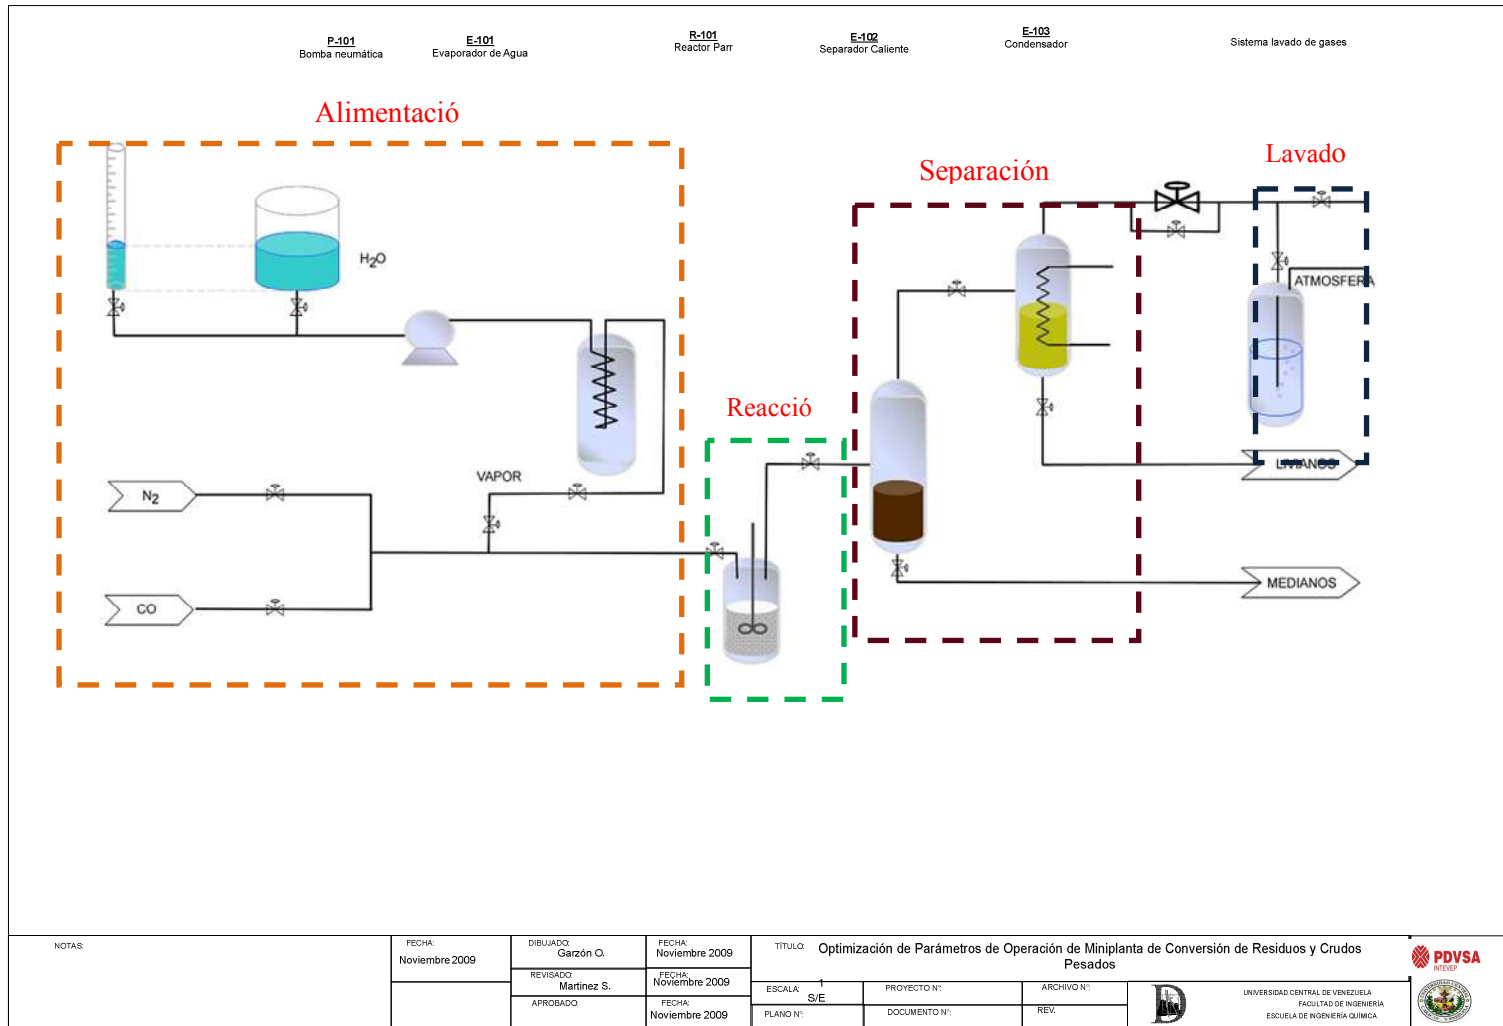 P-101
Bomba neumática
E-101
Evaporador de Agua
R-101
Reactor Parr
E-102
Separador Caliente
E-103
Condensador
Sistema lavado de gases
Alimentació
Separación
Lavado
H2O
ATMOSFERA
Reacció
VAPOR
N2
CO
LIVIANOS
MEDIANOS
NOTAS:
FECHA:
Noviembre 2009
DIBUJADO:
Garzón O.
FECHA:
Noviembre 2009
REVISADO:
Martinez S.
FECHA:
Noviembre 2009
APROBADO:
FECHA:
Noviembre 2009
TÍTULO: Optimización de Parámetros de Operación de Miniplanta de Conversión de Residuos y Crudos
Pesados
ESCALA: 1
S/E
PROYECTO N°:
ARCHIVO N°:
PLANO N°:
DOCUMENTO N°:
REV.
UNIVERSIDAD CENTRAL DE VENEZUELA
FACULTAD DE INGENIERÍA
ESCUELA DE INGENIERÍA QUÍMICA
PDVSA
INTEVEP